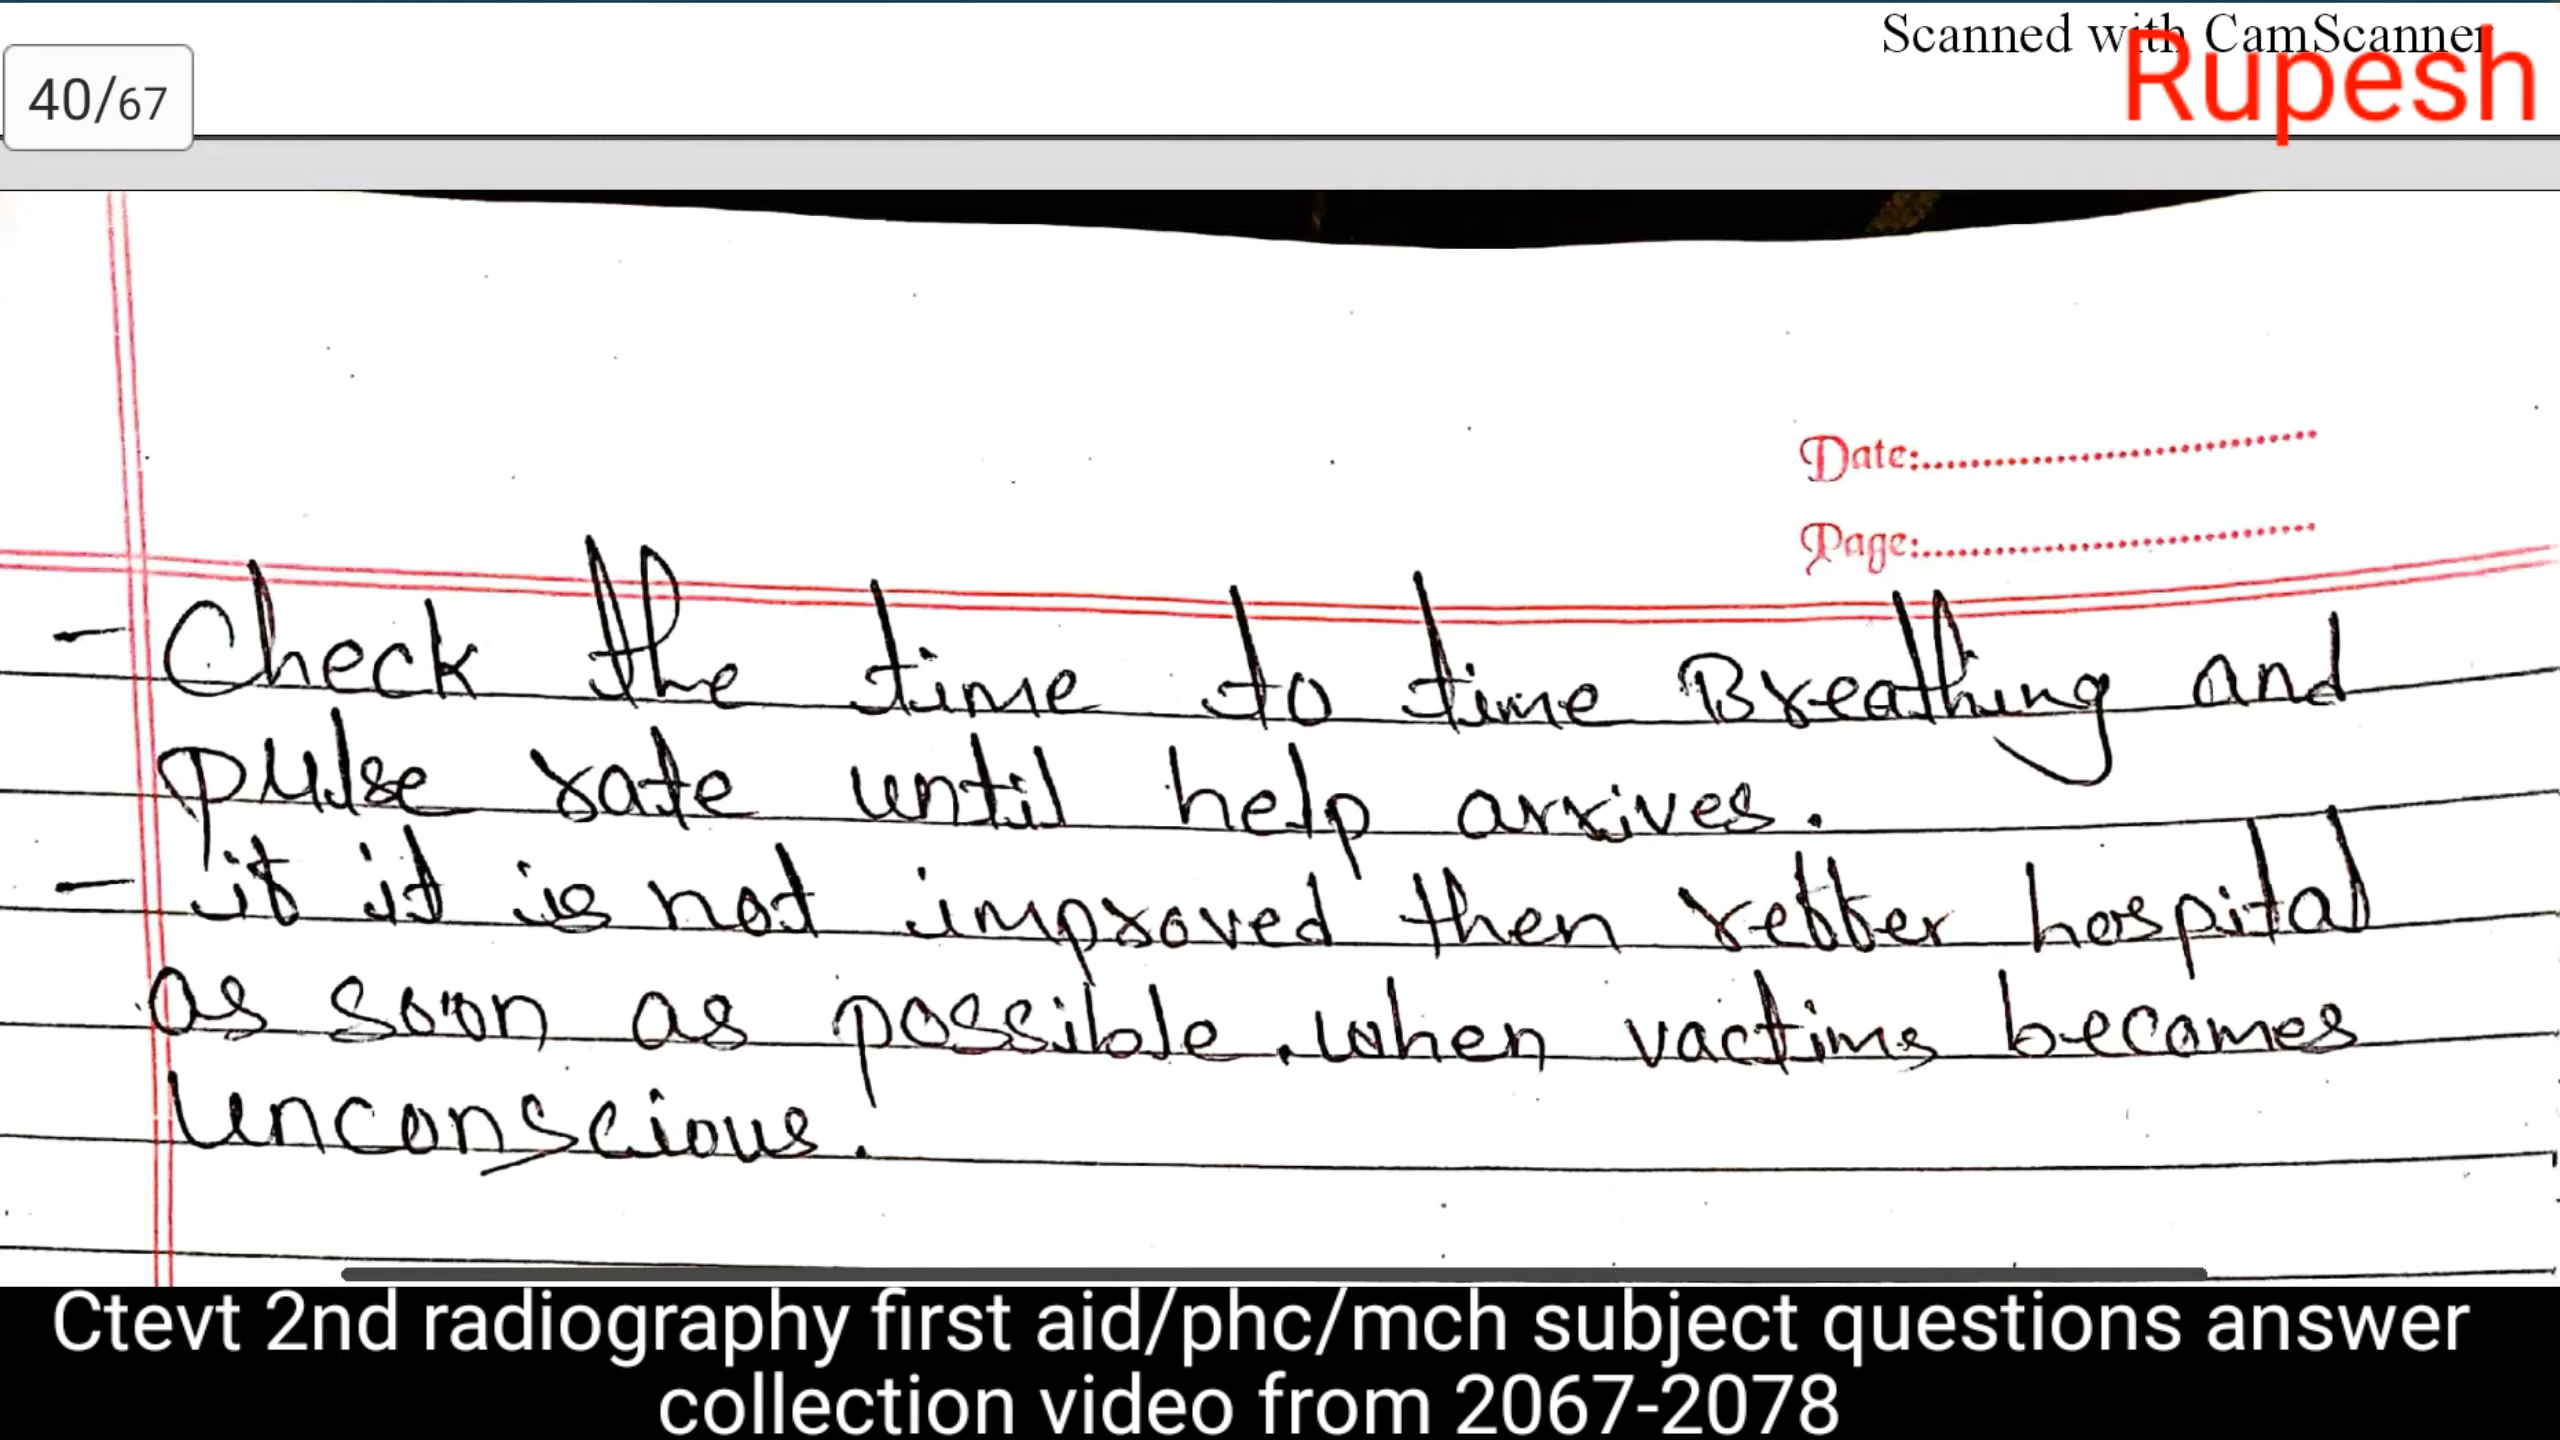 Scanned with CamScanner
Rupesh
40/67
Date:
Page:
- Check the time to time Breathing and
pulse rate until help arrives.
- if it is not improved then reffer hospital
as soon as possible. when vactims becomes
unconscious.
Ctevt 2nd radiography first aid/phc/mch subject questions answer
collection video from 2067-2078